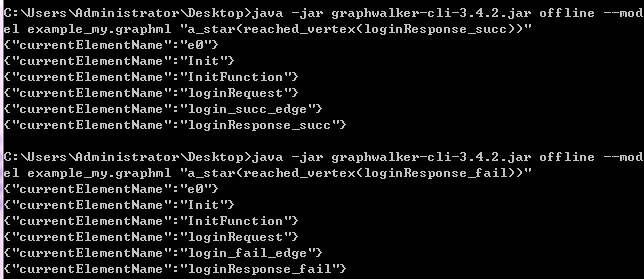 C:\Users\Administrator\Desktop>java -jar graphwalker-cli-3.4.2.jar offline --mod
el example_my.graphml "a_star(reached_vertex(loginResponse_succ))"
{"currentElementName":"e0"}
{"currentElementName":"Init"}
{"currentElementName":"InitFunction"}
{"currentElementName":"loginRequest"}
{"currentElementName":"login_succ_edge"}
{"currentElementName":"loginResponse_succ"}
C:\Users\Administrator\Desktop>java -jar graphwalker-cli-3.4.2.jar offline --mod
el example_my.graphml "a_star(reached_vertex(loginResponse_fail))"
{"currentElementName":"e0"}
{"currentElementName":"Init"}
{"currentElementName":"InitFunction"}
{"currentElementName":"loginRequest"}
{"currentElementName":"login_fail_edge"}
{"currentElementName":"loginResponse_fail"}